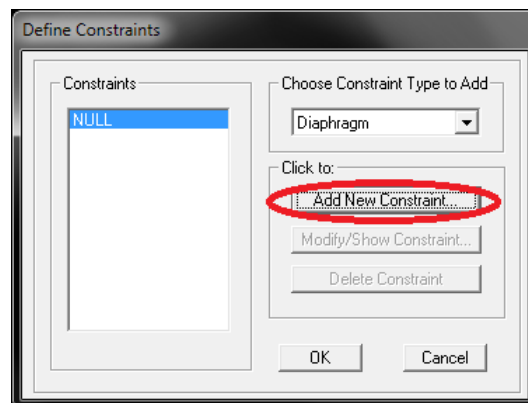 Define Constraints
Constraints
NULL
Choose Constraint Type to Add
Diaphragm
Click to:
Add New Constraint...
Modify/Show Constraint...
Delete Constraint
OK
Cancel